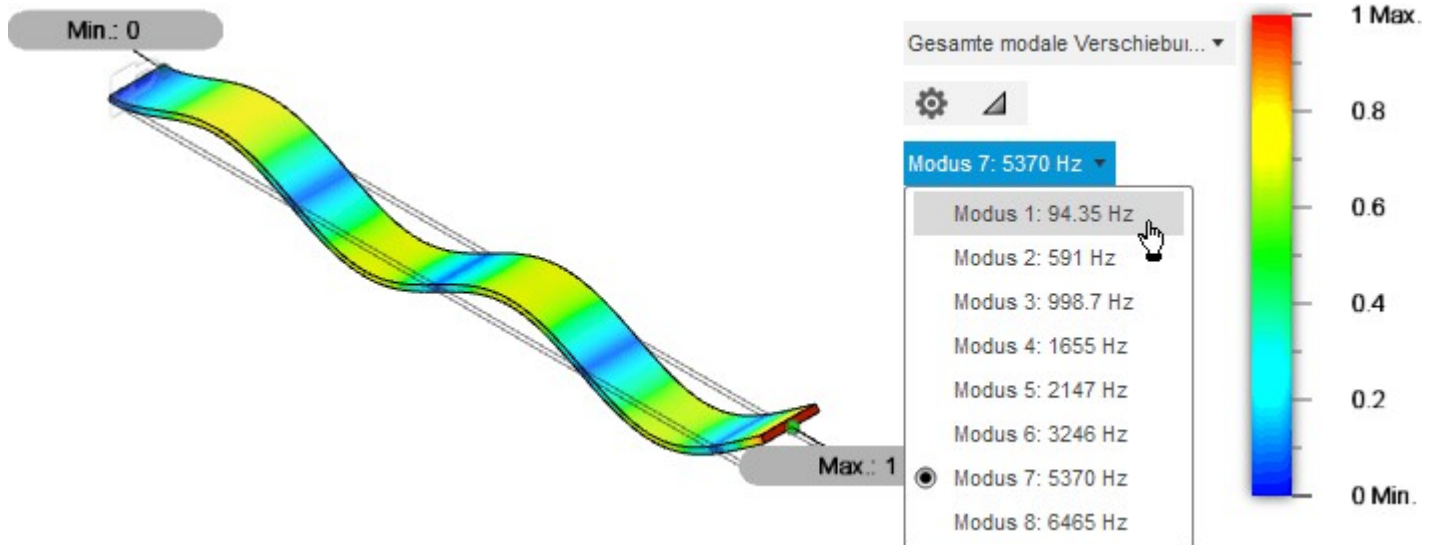 Min.: 0
Max.: 1
Gesamte modale Verschiebu...
Modus 7: 5370 Hz
Modus 1: 94.35 Hz
Modus 2: 591 Hz
Modus 3: 998.7 Hz
Modus 4: 1655 Hz
Modus 5: 2147 Hz
Modus 6: 3246 Hz
Modus 7: 5370 Hz
Modus 8: 6465 Hz
1 Max.
0.8
0.6
0.4
0.2
0 Min.